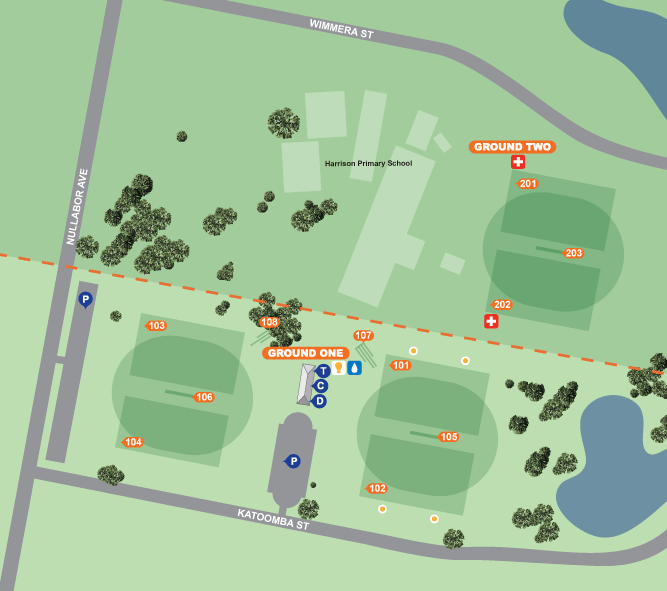 WIMMERA ST
GROUND TWO
Harrison Primary School
201
NULLABOR AVE
203
P
202
103
108
107
GROUND ONE
101
T
C
106
D
105
104
P
102
KATOOMBA ST